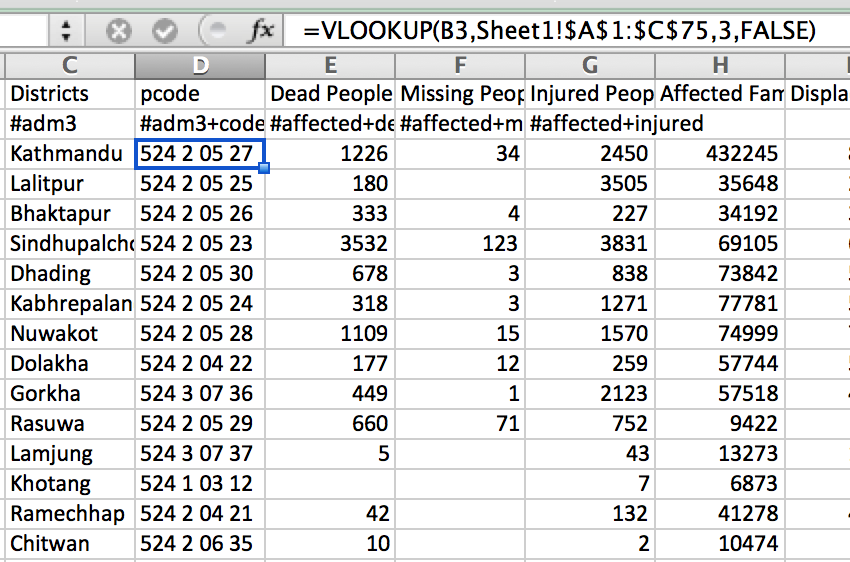 fx =VLOOKUP(B3,Sheet1!$A$1:$C$75,3,FALSE)
C D E F G H
Districts pcode Dead People Missing Peop Injured Peop Affected Fam Displa
#adm3 #adm3+code #affected+de #affected+m #affected+injured
Kathmandu 524 2 05 27 1226 34 2450 432245
Lalitpur 524 2 05 25 180 3505 35648
Bhaktapur 524 2 05 26 333 4 227 34192
Sindhupalcho 524 2 05 23 3532 123 3831 69105
Dhading 524 2 05 30 678 3 838 73842
Kabhrepalan 524 2 05 24 318 3 1271 77781
Nuwakot 524 2 05 28 1109 15 1570 74999
Dolakha 524 2 04 22 177 12 259 57744
Gorkha 524 3 07 36 449 1 2123 57518
Rasuwa 524 2 05 29 660 71 752 9422
Lamjung 524 3 07 37 5 43 13273
Khotang 524 1 03 12 7 6873
Ramechhap 524 2 04 21 42 132 41278
Chitwan 524 2 06 35 10 2 10474